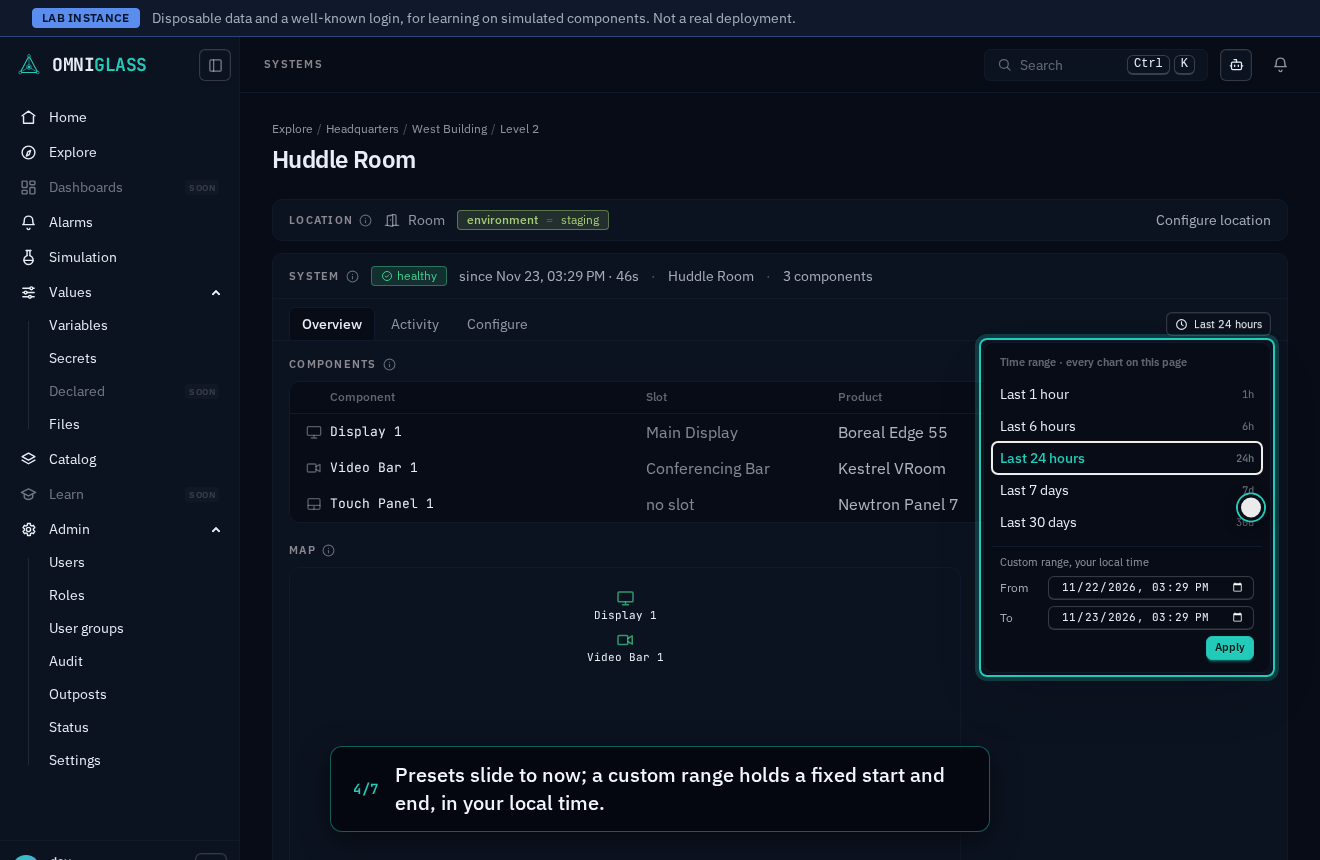 LAB INSTANCE Disposable data and a well-known login, for learning on simulated components. Not a real deployment.
OMNIGLASS
SYSTEMS
Search Ctrl K
Home
Explore
Dashboards SOON
Alarms
Simulation
Values
Variables
Secrets
Declared SOON
Files
Catalog
Learn SOON
Admin
Users
Roles
User groups
Audit
Outposts
Status
Settings
Explore / Headquarters / West Building / Level 2
Huddle Room
LOCATION Room environment = staging Configure location
SYSTEM healthy since Nov 23, 03:29 PM · 46s · Huddle Room · 3 components
Overview Activity Configure Last 24 hours
COMPONENTS
Component Slot Product
Display 1 Main Display Boreal Edge 55
Video Bar 1 Conferencing Bar Kestrel VRoom
Touch Panel 1 no slot Newtron Panel 7
MAP
Display 1
Video Bar 1
Time range · every chart on this page
Last 1 hour 1h
Last 6 hours 6h
Last 24 hours 24h
Last 7 days 7d
Last 30 days
Custom range, your local time
From 11/22/2026, 03:29 PM
To 11/23/2026, 03:29 PM
Apply
4/7 Presets slide to now; a custom range holds a fixed start and
end, in your local time.